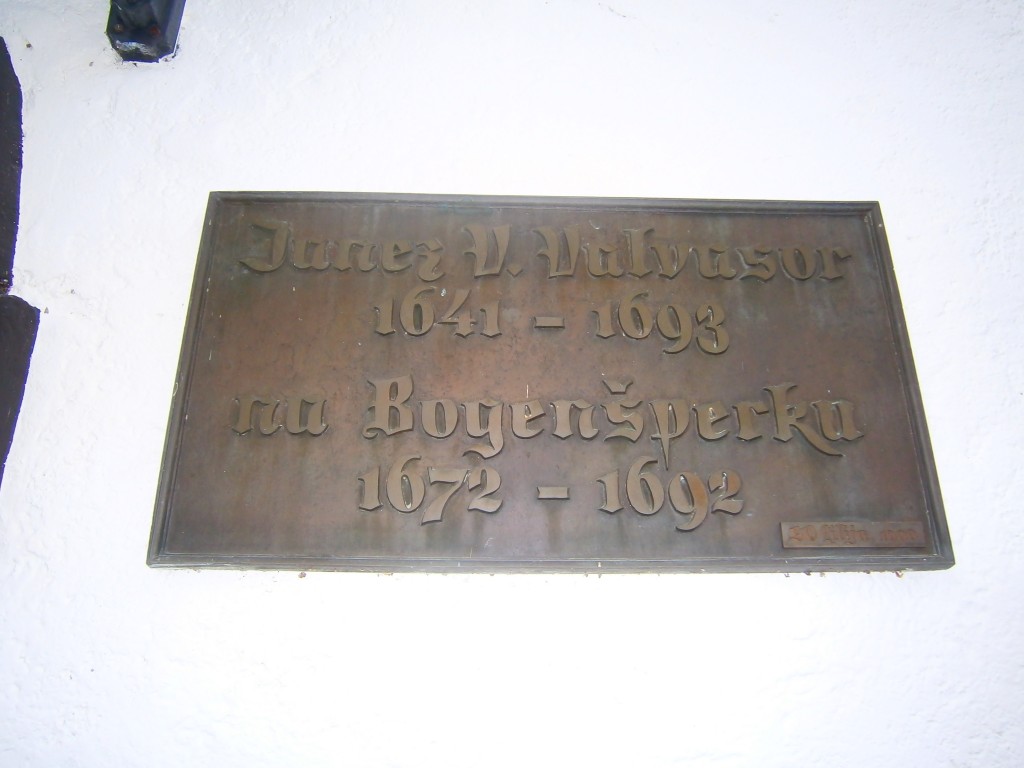 Janez V. Valvasor
1641 - 1693
na Bogenšperku
1672 - 1692